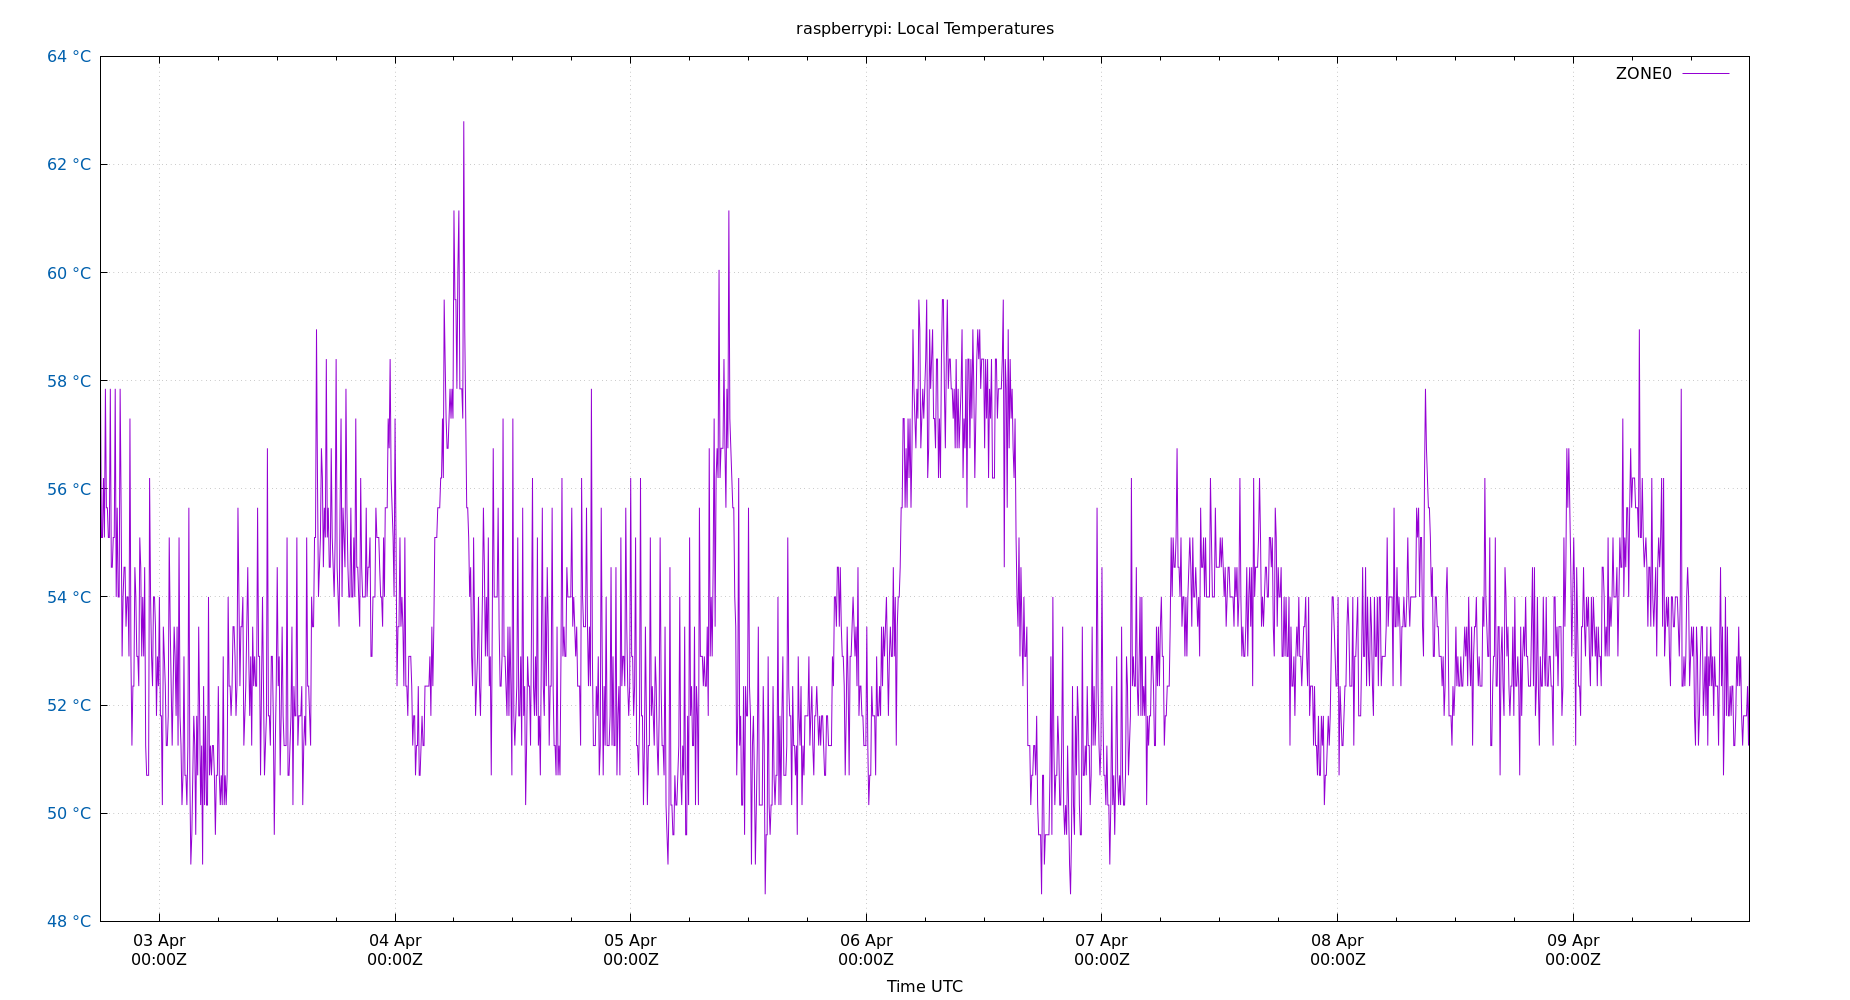 raspberrypi: Local Temperatures
64 °C
ZONE0
62 °C
60 °C
58 °C
56 °C
54 °C
52 °C
50 °C
48 °C
03 Apr 04 Apr 05 Apr 06 Apr 07 Apr 08 Apr 09 Apr
00:00Z 00:00Z 00:00Z 00:00Z 00:00Z 00:00Z 00:00Z
Time UTC